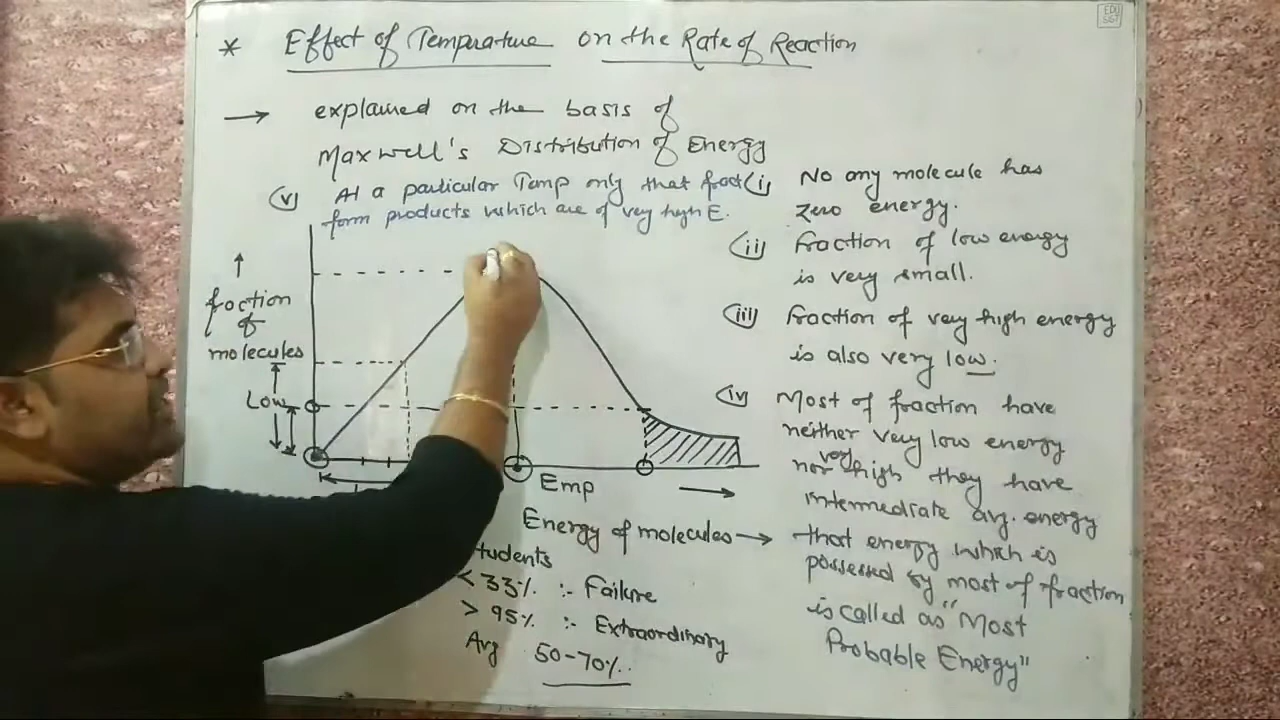 * Effect of Temperature on the Rate of Reaction
→ explained on the basis of
Maxwell's Distribution of Energy
(v) At a particular Temp only that fract
form products which are of very high E.
(i) No any molecule has
zero energy.
(ii) fraction of low energy
is very small.
(iii) fraction of very high energy
is also very low.
(iv) Most of fraction have
neither very low energy
nor very high they have
intermediate avg. energy
that energy which is
possessed by most of fraction
is called as "Most
Probable Energy"
↑
fraction
of
molecules
Low
Emp
Energy of molecules →
tudents
< 33% :- Failure
> 95% :- Extraordinary
Avg 50-70%.
EDU
SGT